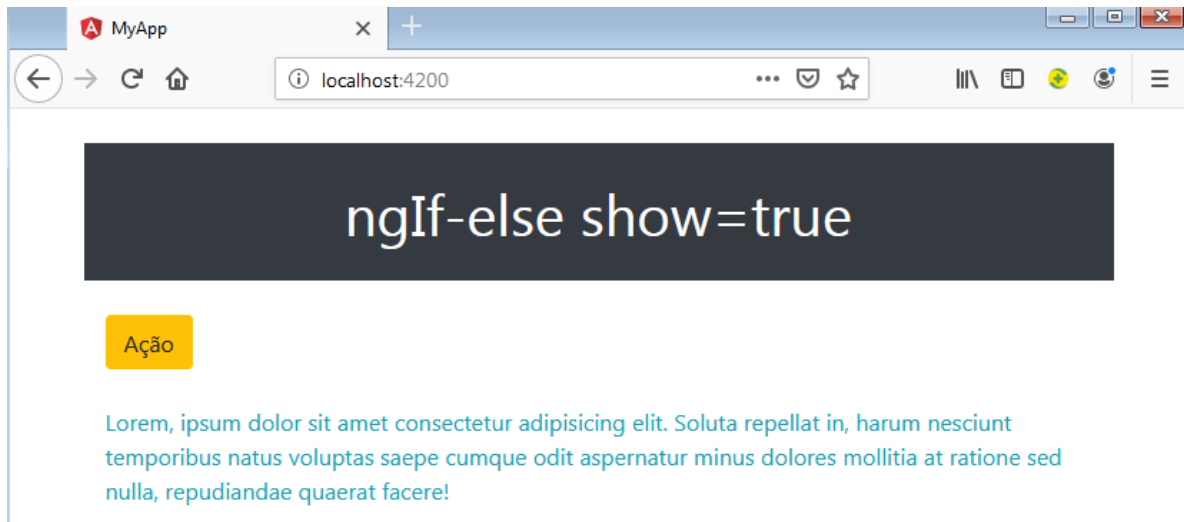 MyApp
localhost:4200
ngIf-else show=true
Ação
Lorem, ipsum dolor sit amet consectetur adipisicing elit. Soluta repellat in, harum nesciunt
temporibus natus voluptas saepe cumque odit aspernatur minus dolores mollitia at ratione sed
nulla, repudiandae quaerat facere!